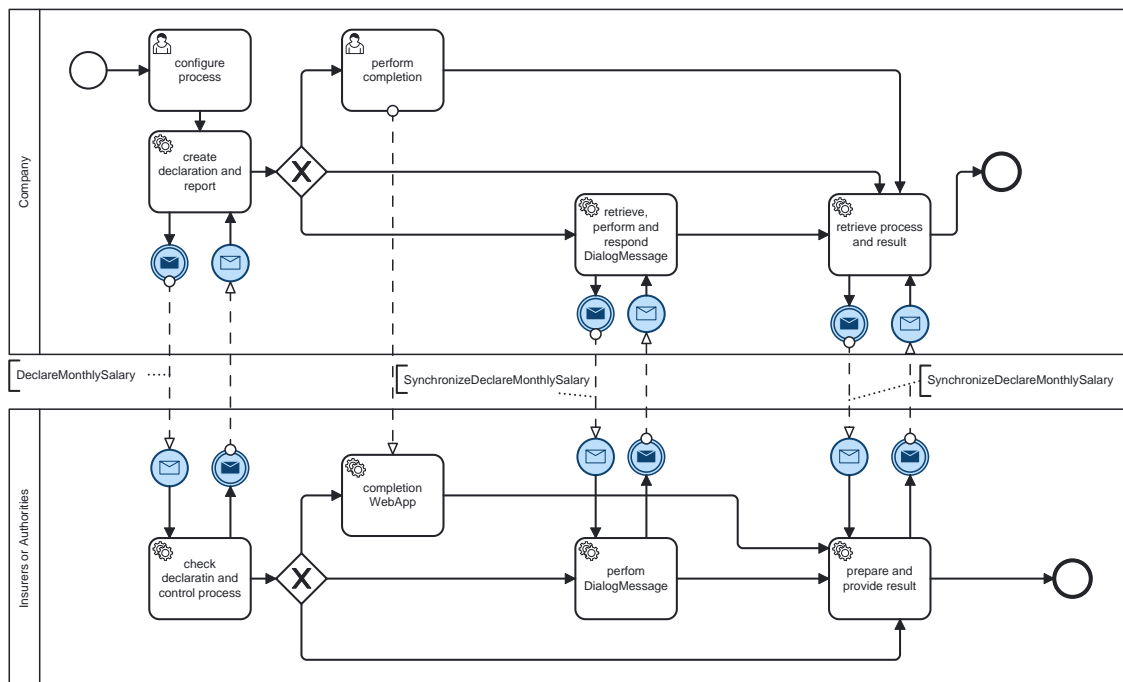 Company
configure
process
perform
completion
create
declaration and
report
X
retrieve,
perform and
respond
DialogMessage
retrieve process
and result
DeclareMonthlySalary
SynchronizeDeclareMonthlySalary
SynchronizeDeclareMonthlySalary
Insurers or Authorities
completion
WebApp
check
declaratin and
control process
X
perfom
DialogMessage
prepare and
provide result